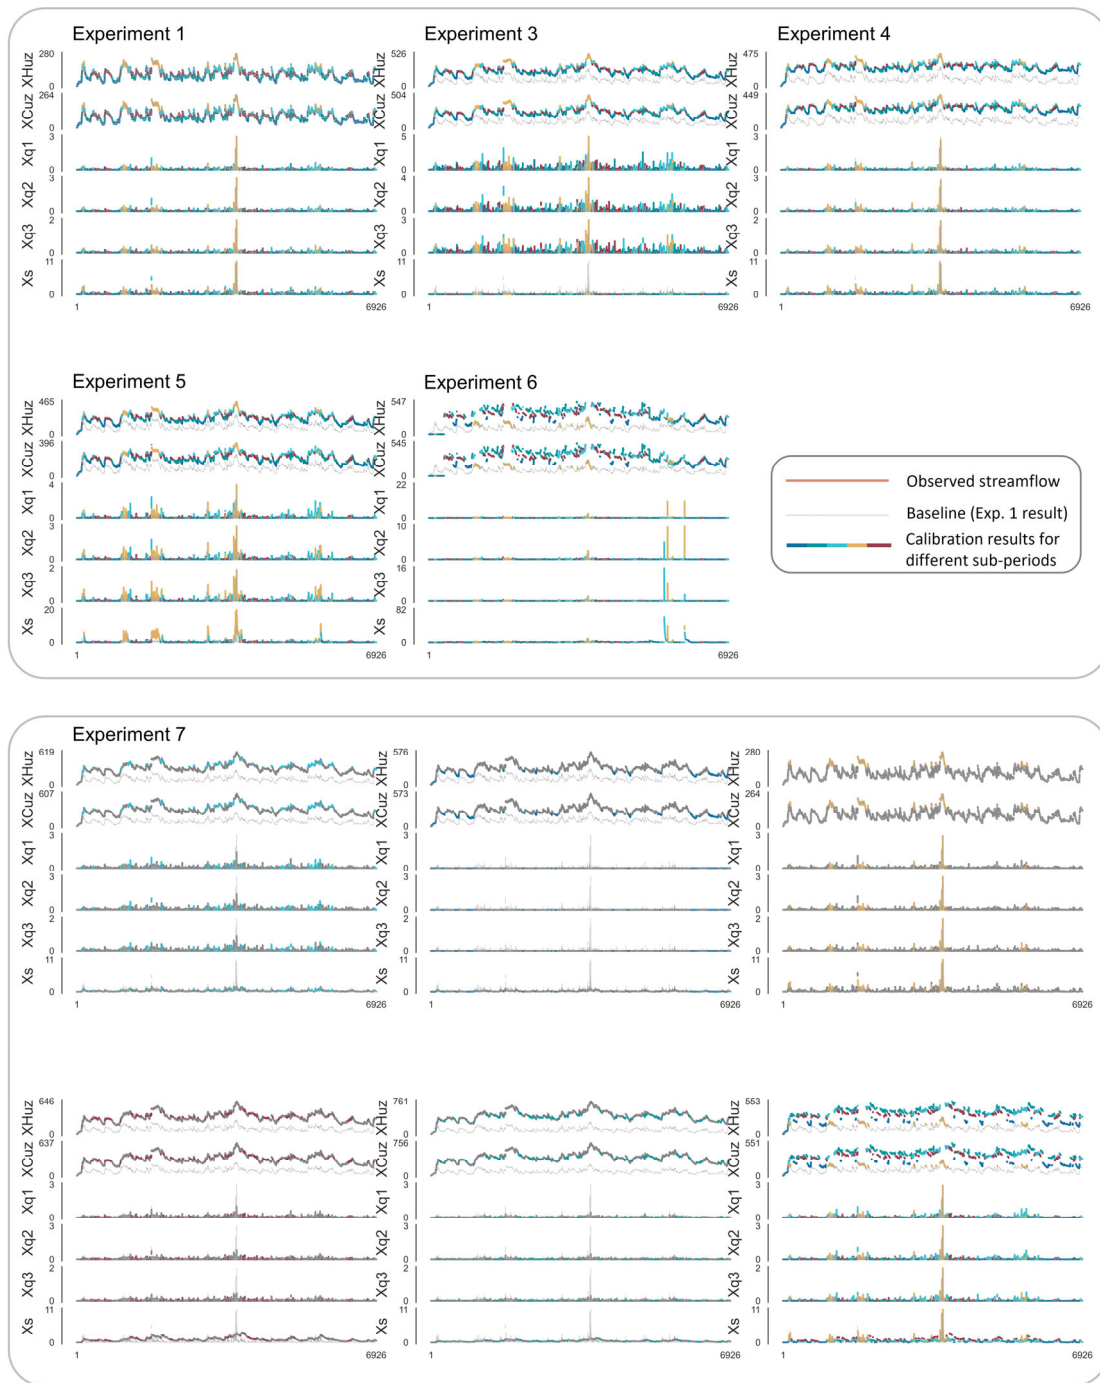 Experiment 1
280
XHuz
0
264
XCuz
0
3
Xq1
0
3
Xq2
0
2
Xq3
0
11
Xs
0
1
6926
Experiment 3
526
XHuz
0
504
XCuz
0
5
Xq1
0
4
Xq2
0
3
Xq3
0
11
Xs
0
1
6926
Experiment 4
475
XHuz
0
449
XCuz
0
3
Xq1
0
3
Xq2
0
2
Xq3
0
11
Xs
0
1
6926
Experiment 5
465
XHuz
0
396
XCuz
0
4
Xq1
0
3
Xq2
0
2
Xq3
0
20
Xs
0
1
6926
Experiment 6
547
XHuz
0
545
XCuz
0
22
Xq1
0
10
Xq2
0
16
Xq3
0
82
Xs
0
1
6926
Observed streamflow
Baseline (Exp. 1 result)
Calibration results for
different sub-periods
Experiment 7
619
XHuz
0
607
XCuz
0
3
Xq1
0
3
Xq2
0
2
Xq3
0
11
Xs
0
1
6926
576
XHuz
0
573
XCuz
0
3
Xq1
0
3
Xq2
0
2
Xq3
0
11
Xs
0
1
6926
280
XHuz
0
264
XCuz
0
3
Xq1
0
3
Xq2
0
2
Xq3
0
11
Xs
0
1
6926
646
XHuz
0
637
XCuz
0
3
Xq1
0
3
Xq2
0
2
Xq3
0
11
Xs
0
1
6926
761
XHuz
0
756
XCuz
0
3
Xq1
0
3
Xq2
0
2
Xq3
0
11
Xs
0
1
6926
553
XHuz
0
551
XCuz
0
3
Xq1
0
3
Xq2
0
2
Xq3
0
11
Xs
0
1
6926